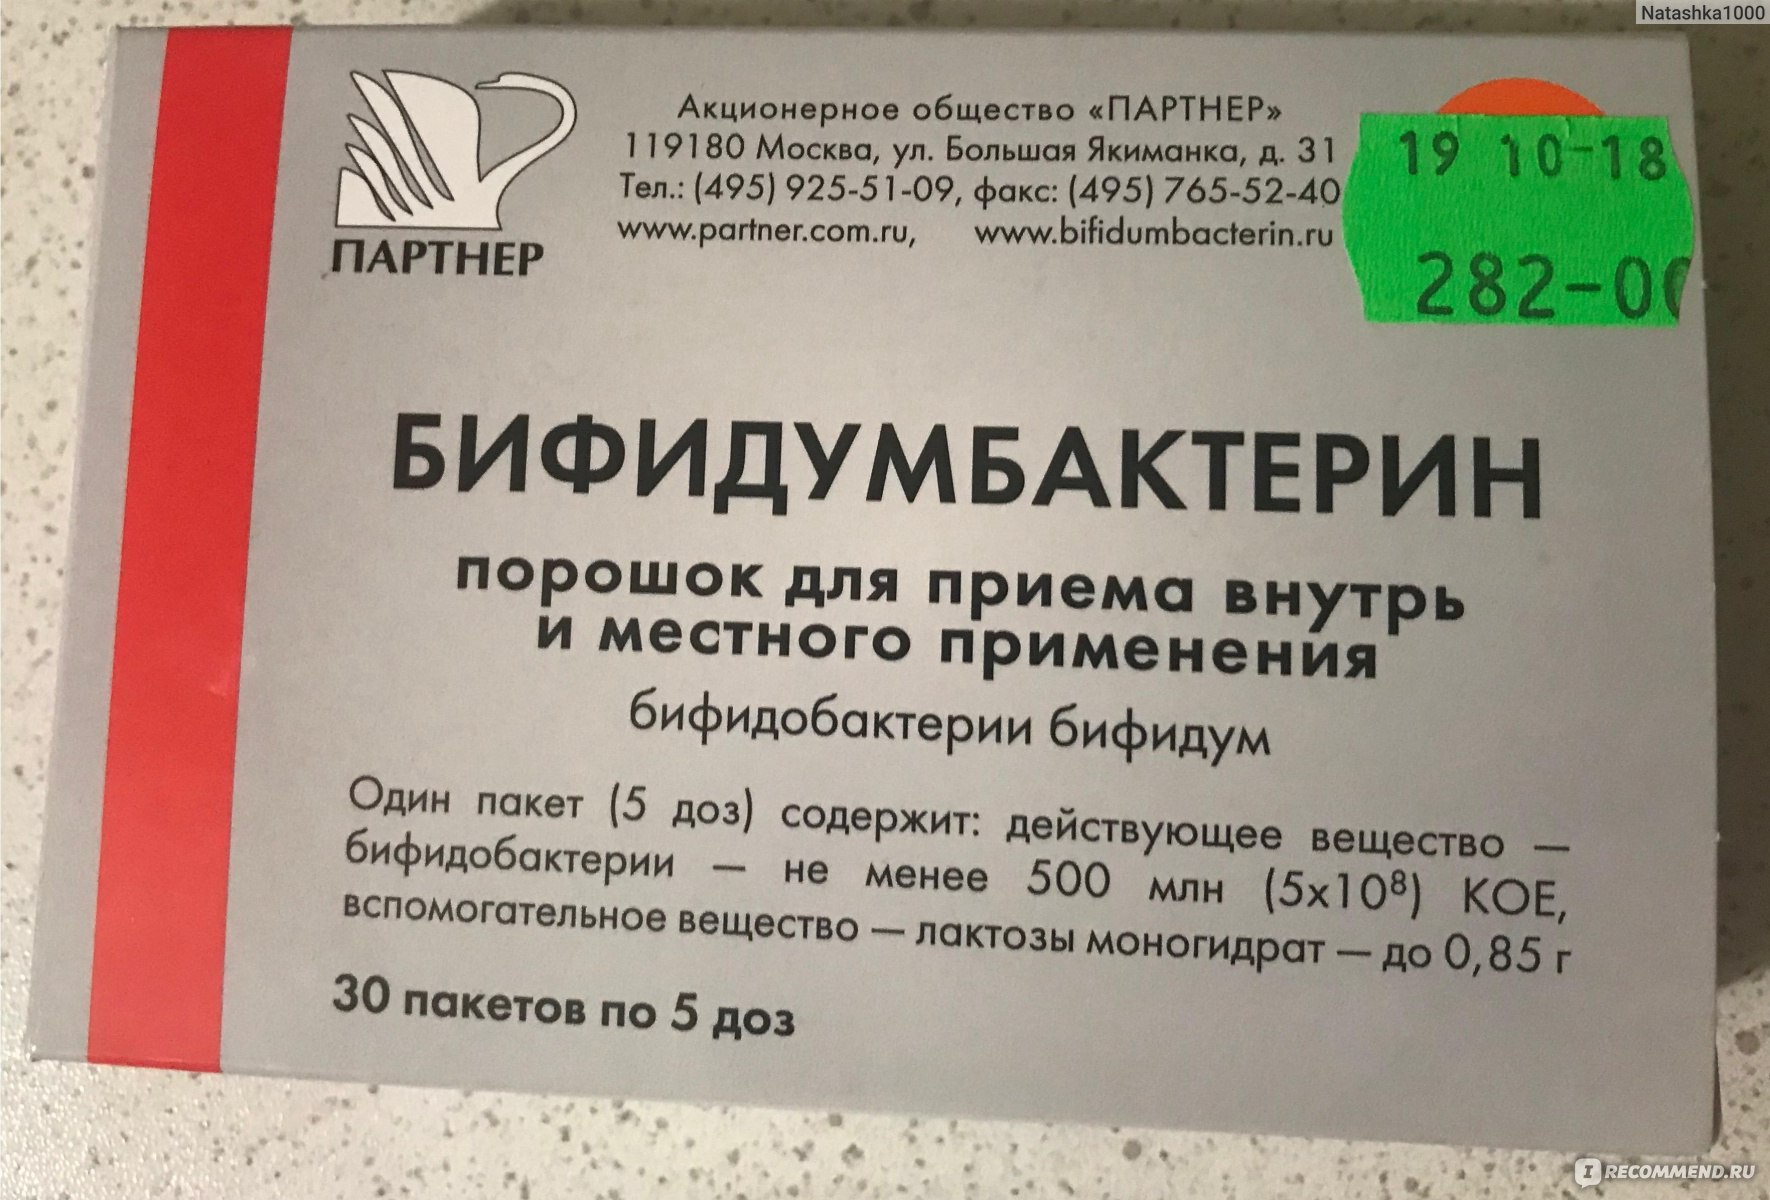 Natashka1000
ПАРТНЕР
Акционерное общество «ПАРТНЕР»
119180 Москва, ул. Большая Якиманка, д. 31
Тел.: (495) 925-51-09, факс: (495) 765-52-40
www.partner.com.ru, www.bifidumbacterin.ru
19 10-18
282-00
БИФИДУМБАКТЕРИН
порошок для приема внутрь
и местного применения
бифидобактерии бифидум
Один пакет (5 доз) содержит: действующее вещество —
бифидобактерии — не менее 500 млн (5х10⁸) КОЕ,
вспомогательное вещество — лактозы моногидрат — до 0,85 г
30 пакетов по 5 доз
IRECOMMEND.RU